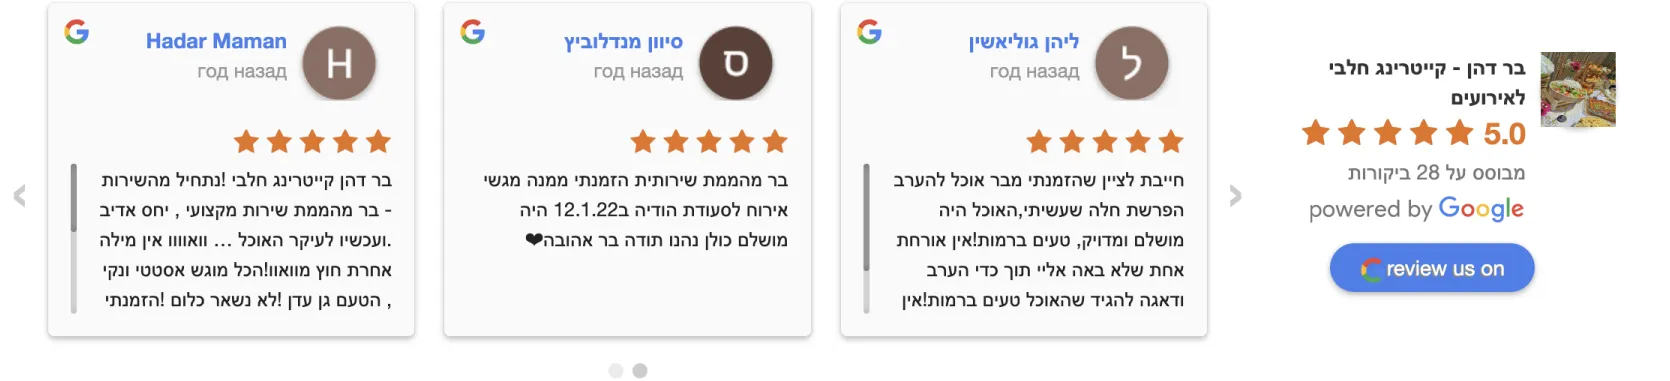 בר דהן - קייטרינג חלבי
לאירועים
5.0
מבוסס על 28 ביקורות
powered by Google
review us on
ליהן גוליאשין
год назад
ל
חייבת לציין שהזמנתי מבר אוכל להערב
הפרשת חלה שעשיתי,האוכל היה
מושלם ומדויק, טעים ברמות!אין אורחת
אחת שלא באה אליי תוך כדי הערב
ודאגה להגיד שהאוכל טעים ברמות!אין
סיוון מנדלוביץ
год назад
ס
בר מהממת שירותית הזמנתי ממנה מגשי
אירוח לסעודת הודיה ב12.1.22 היה
מושלם כולן נהנו תודה בר אהובה❤
Hadar Maman
год назад
H
בר דהן קייטרינג חלבי !נתחיל מהשירות
- בר מהממת שירות מקצועי , יחס אדיב
.ועכשיו לעיקר האוכל ... וואוווו אין מילה
אחרת חוץ מוואוו!הכל מוגש אסטטי ונקי
, הטעם גן עדן !לא נשאר כלום !הזמנתי